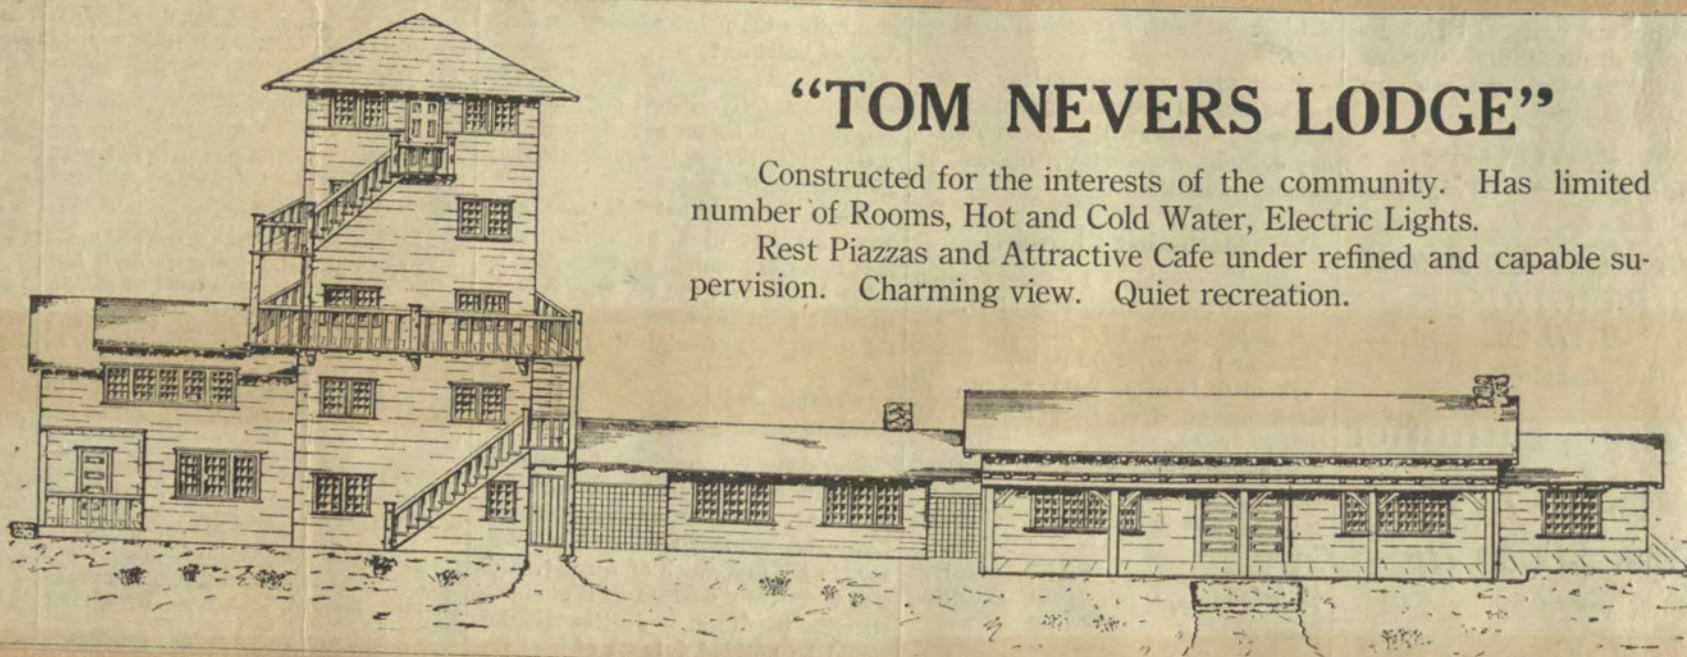 “TOM NEVERS LODGE”
Constructed for the interests of the community. Has limited
number of Rooms, Hot and Cold Water, Electric Lights.
Rest Piazzas and Attractive Cafe under refined and capable su-
pervision. Charming view. Quiet recreation.